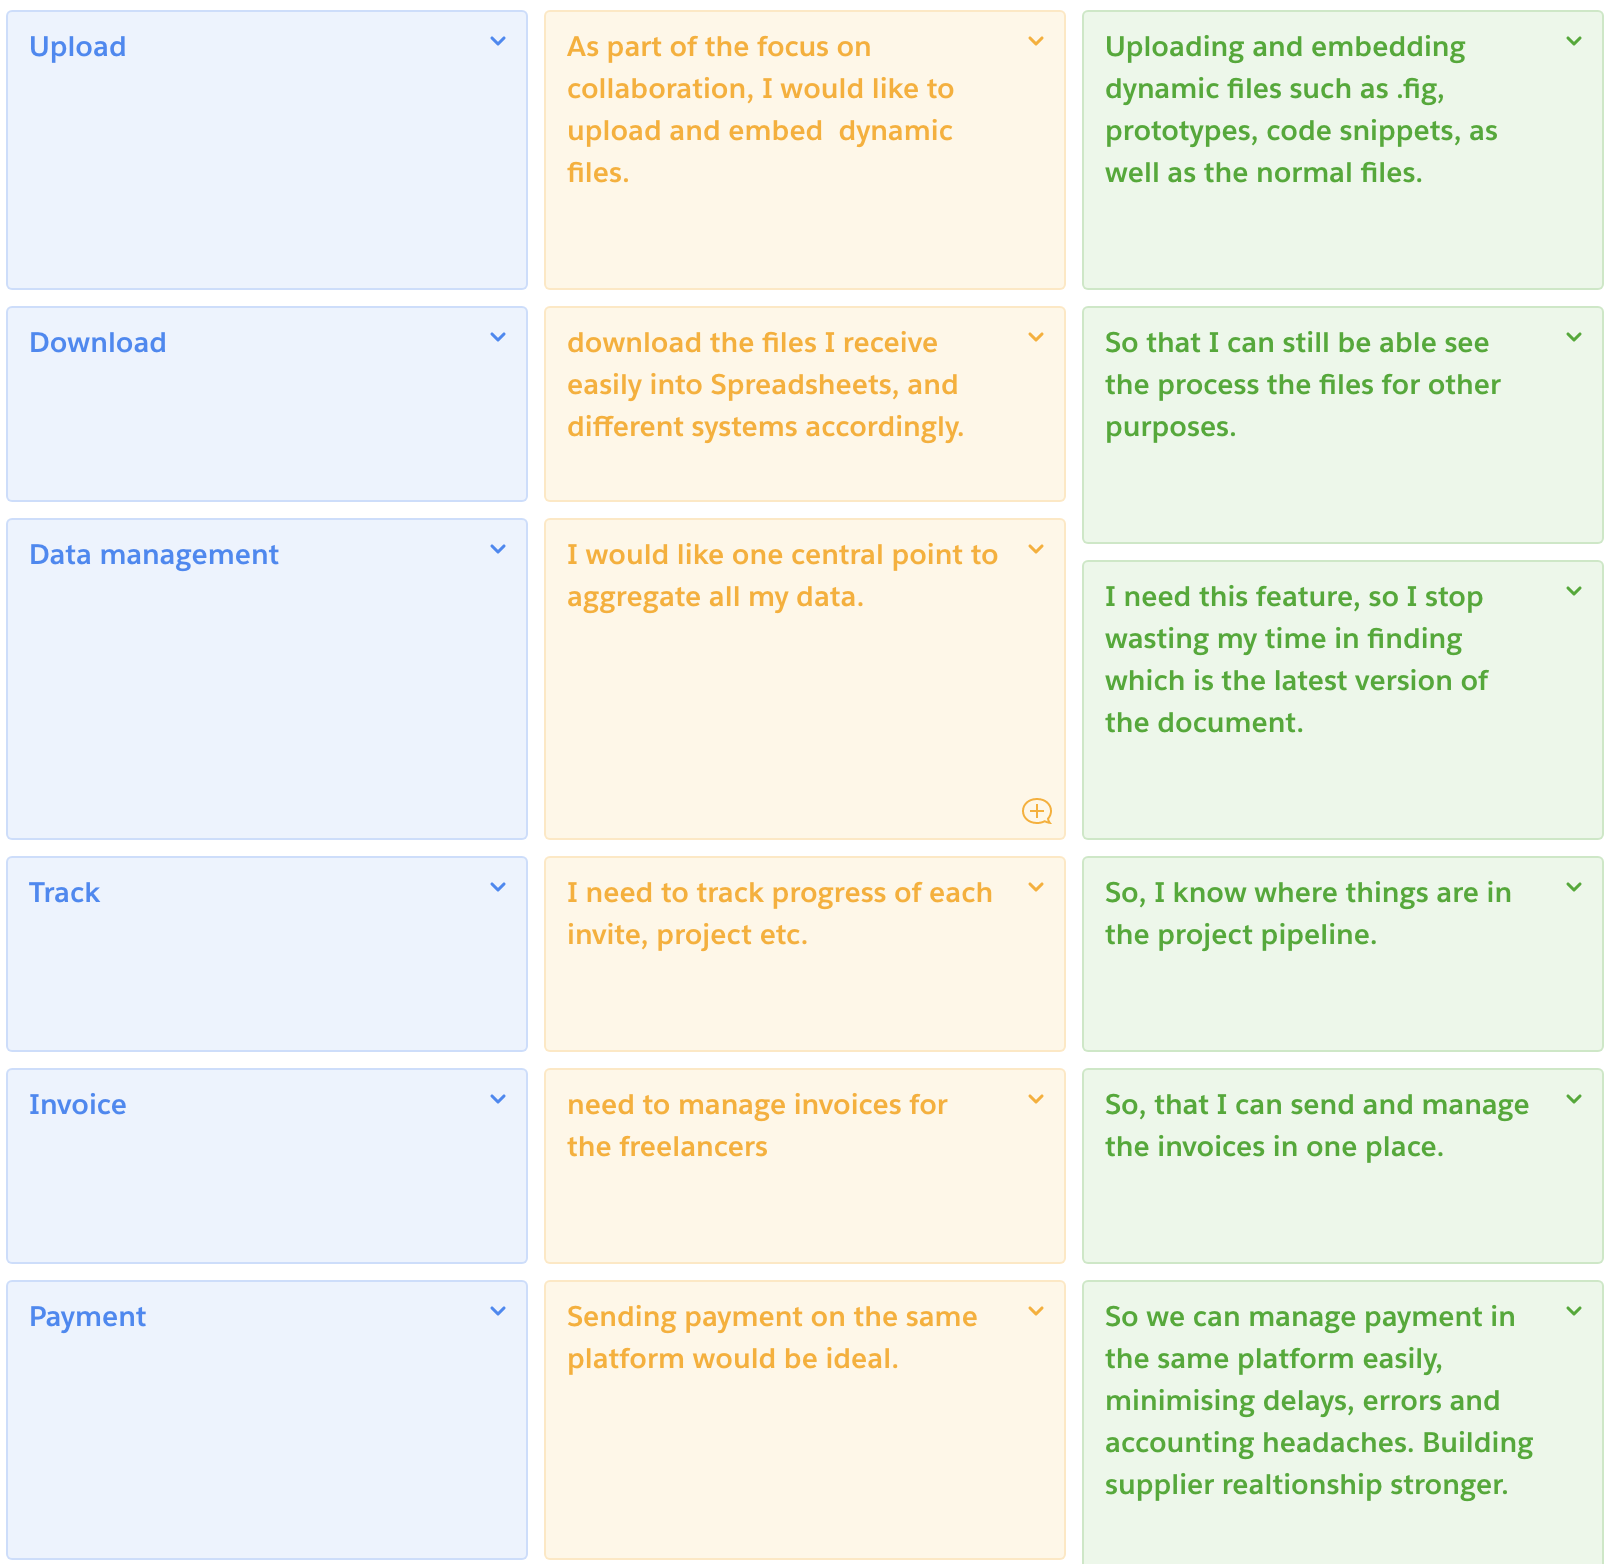 Upload
As part of the focus on
collaboration, I would like to
upload and embed  dynamic
files.
Uploading and embedding
dynamic files such as .fig,
prototypes, code snippets, as
well as the normal files.
Download
download the files I receive
easily into Spreadsheets, and
different systems accordingly.
So that I can still be able see
the process the files for other
purposes.
Data management
I would like one central point to
aggregate all my data.
I need this feature, so I stop
wasting my time in finding
which is the latest version of
the document.
Track
I need to track progress of each
invite, project etc.
So, I know where things are in
the project pipeline.
Invoice
need to manage invoices for
the freelancers
So, that I can send and manage
the invoices in one place.
Payment
Sending payment on the same
platform would be ideal.
So we can manage payment in
the same platform easily,
minimising delays, errors and
accounting headaches. Building
supplier realtionship stronger.